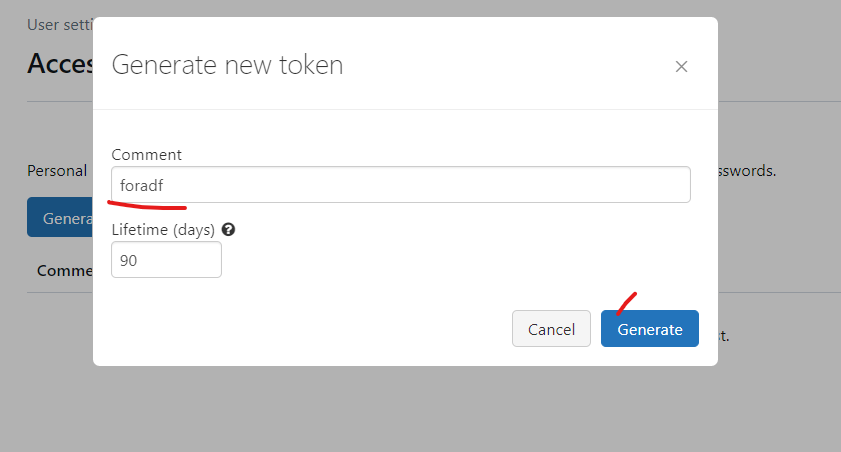 User setti
Acces
Generate new token
×
Comment
Personal
sswords.
foradf
Genera
Lifetime (days) ?
90
Comme
Cancel
Generate
t.